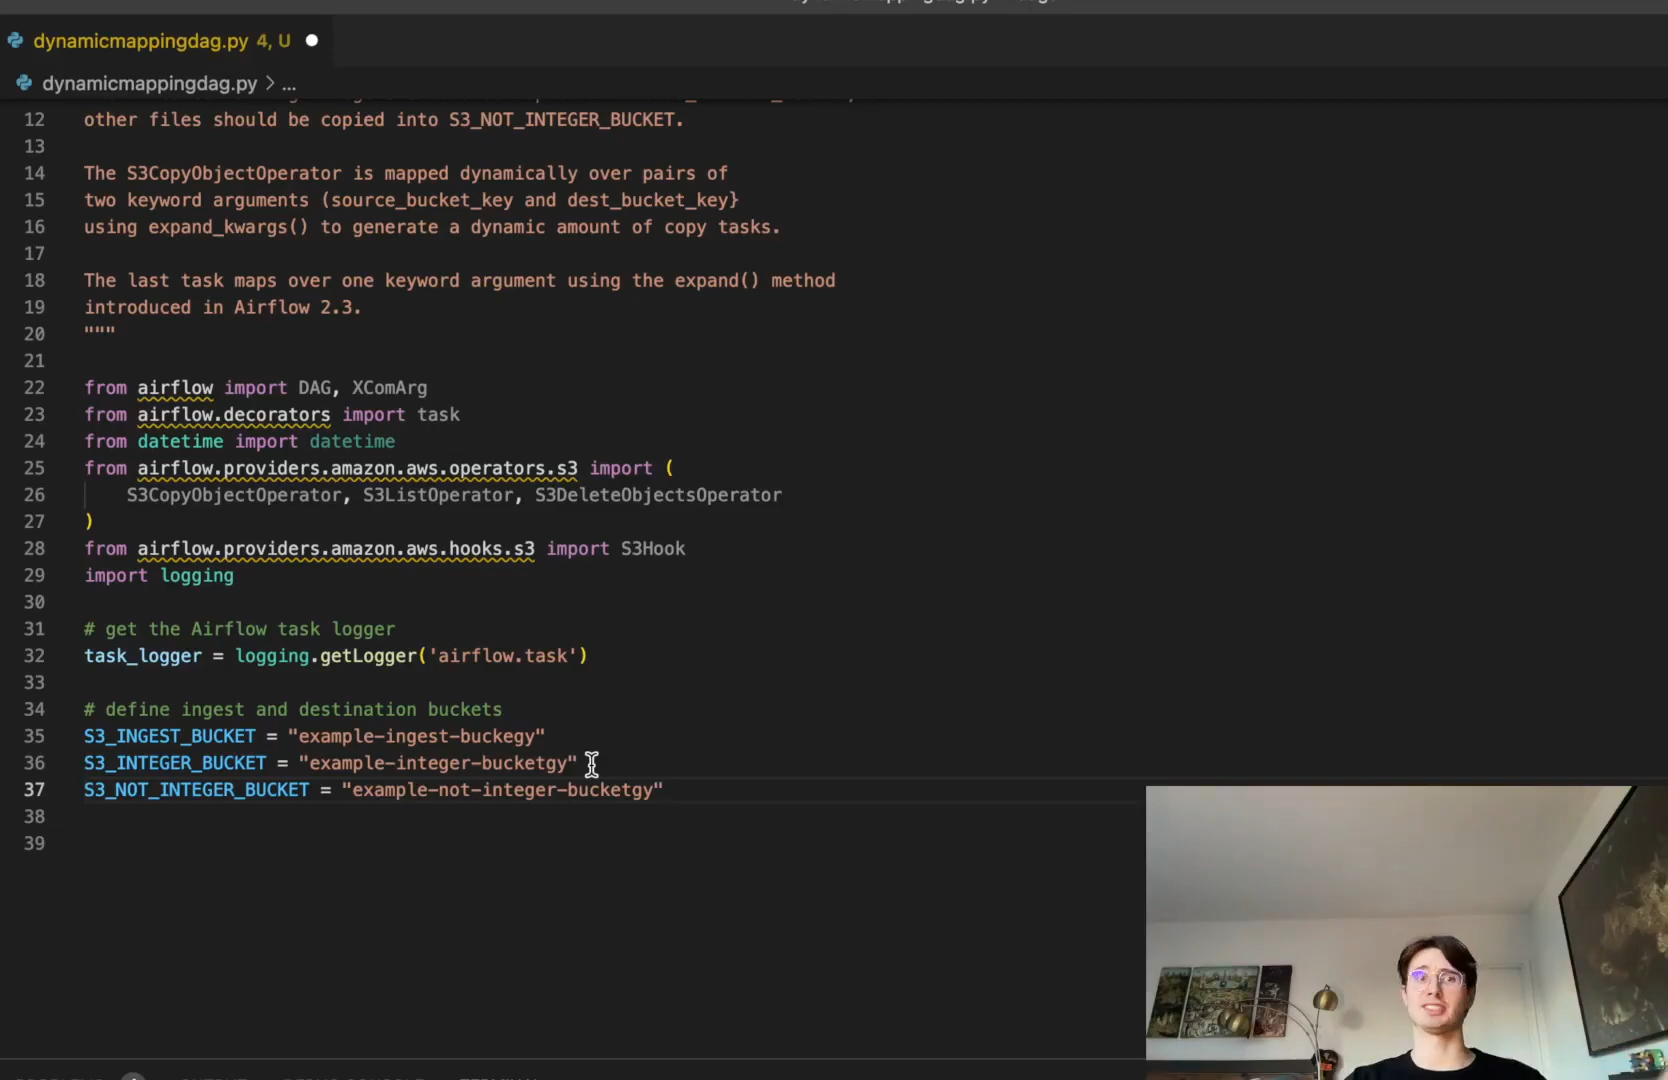 dynamicmappingdag.py 4, U
dynamicmappingdag.py > ...
12 other files should be copied into S3_NOT_INTEGER_BUCKET.
13
14 The S3CopyObjectOperator is mapped dynamically over pairs of
15 two keyword arguments (source_bucket_key and dest_bucket_key}
16 using expand_kwargs() to generate a dynamic amount of copy tasks.
17
18 The last task maps over one keyword argument using the expand() method
19 introduced in Airflow 2.3.
20 """
21
22 from airflow import DAG, XComArg
23 from airflow.decorators import task
24 from datetime import datetime
25 from airflow.providers.amazon.aws.operators.s3 import (
26     S3CopyObjectOperator, S3ListOperator, S3DeleteObjectsOperator
27 )
28 from airflow.providers.amazon.aws.hooks.s3 import S3Hook
29 import logging
30
31 # get the Airflow task logger
32 task_logger = logging.getLogger('airflow.task')
33
34 # define ingest and destination buckets
35 S3_INGEST_BUCKET = "example-ingest-buckegy"
36 S3_INTEGER_BUCKET = "example-integer-bucketgy"
37 S3_NOT_INTEGER_BUCKET = "example-not-integer-bucketgy"
38
39